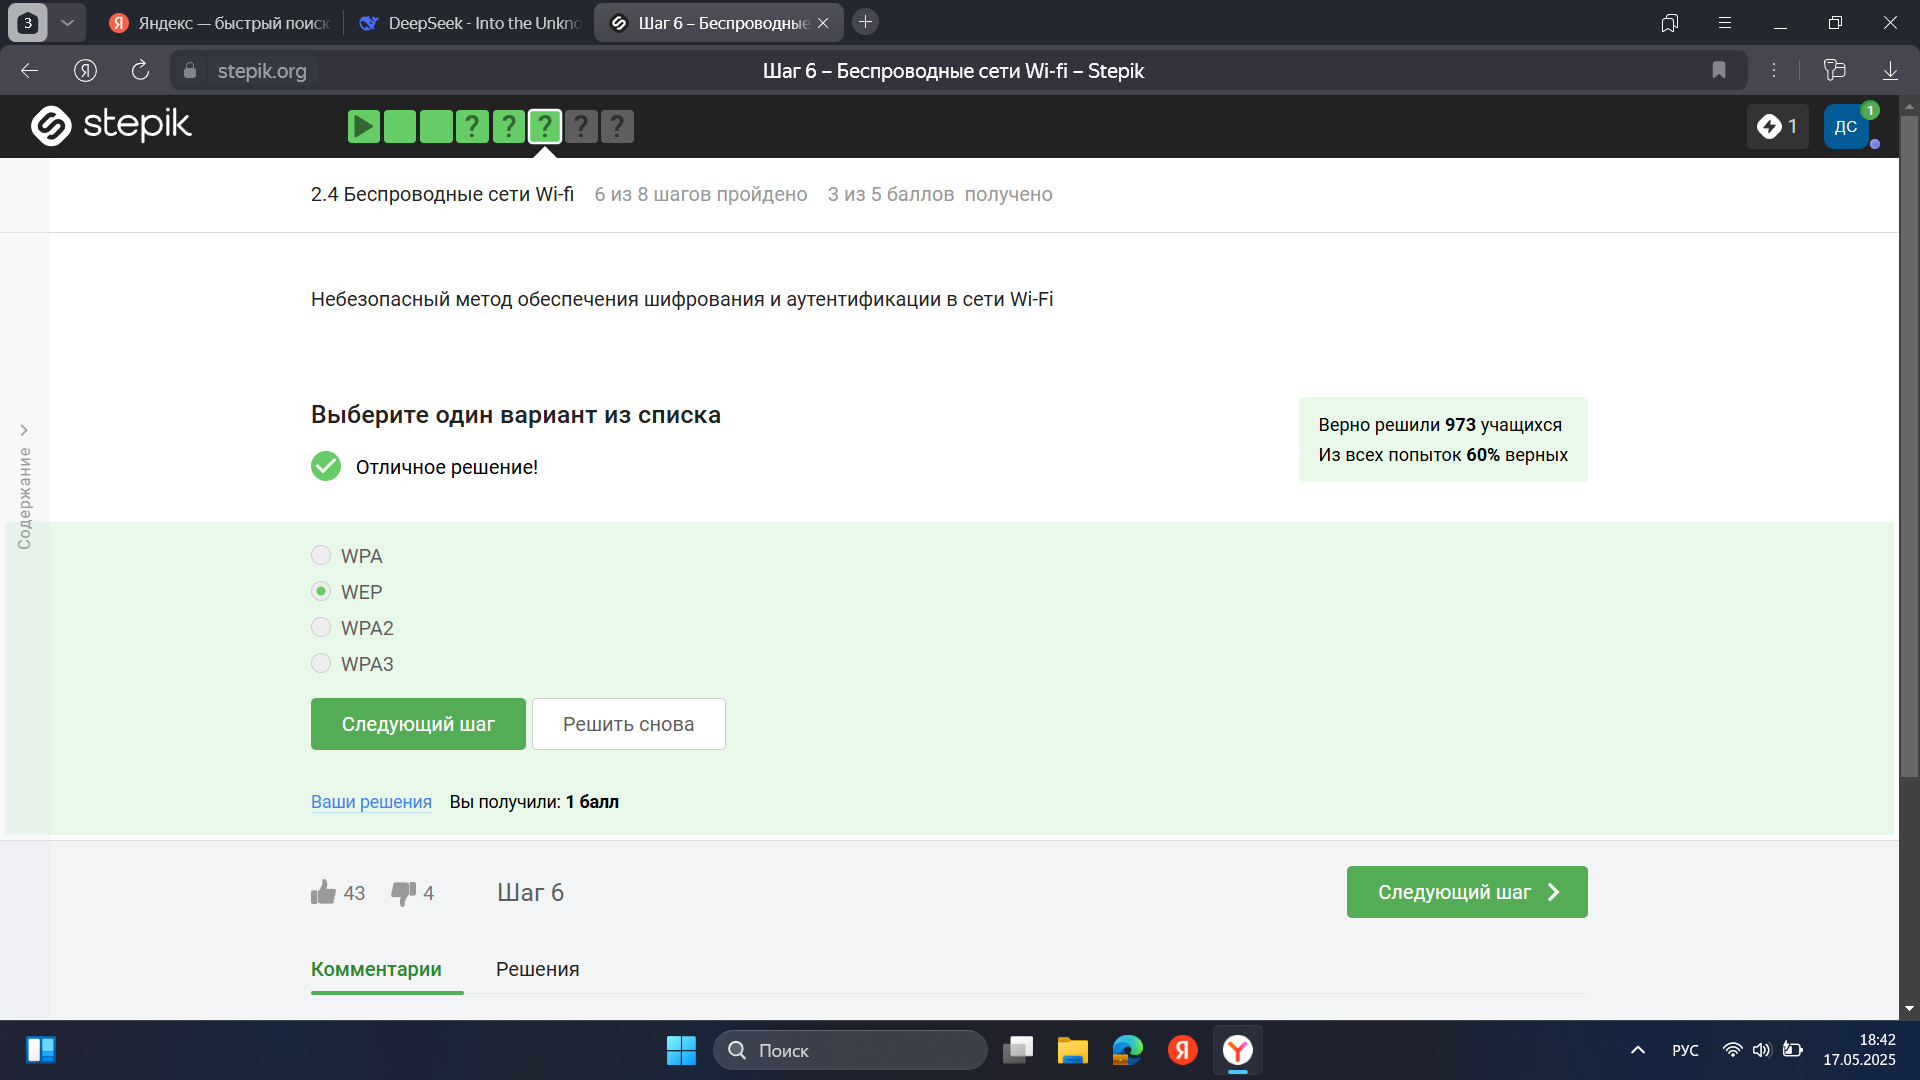 3
Яндекс — быстрый поиск
DeepSeek - Into the Unkno
Шаг 6 – Беспроводные
stepik.org
Шаг 6 – Беспроводные сети Wi-fi – Stepik
stepik
? ? ? ? ?
1
ДС
1
2.4 Беспроводные сети Wi-fi 6 из 8 шагов пройдено 3 из 5 баллов получено
Содержание
Небезопасный метод обеспечения шифрования и аутентификации в сети Wi-Fi
Выберите один вариант из списка
Отличное решение!
Верно решили 973 учащихся
Из всех попыток 60% верных
WPA
WEP
WPA2
WPA3
Следующий шаг
Решить снова
Ваши решения Вы получили: 1 балл
43 4 Шаг 6
Следующий шаг
Комментарии Решения
Поиск
РУС
18:42
17.05.2025